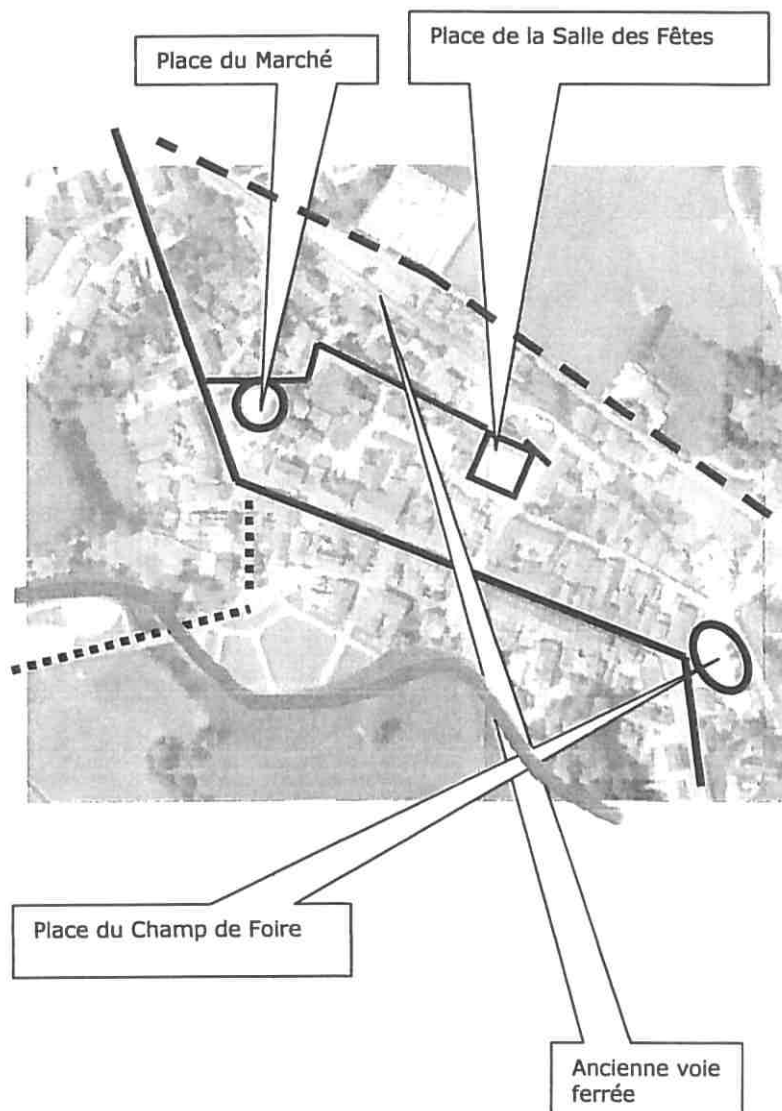 Place du Marché
Place de la Salle des Fêtes
Place du Champ de Foire
Ancienne voie
ferrée